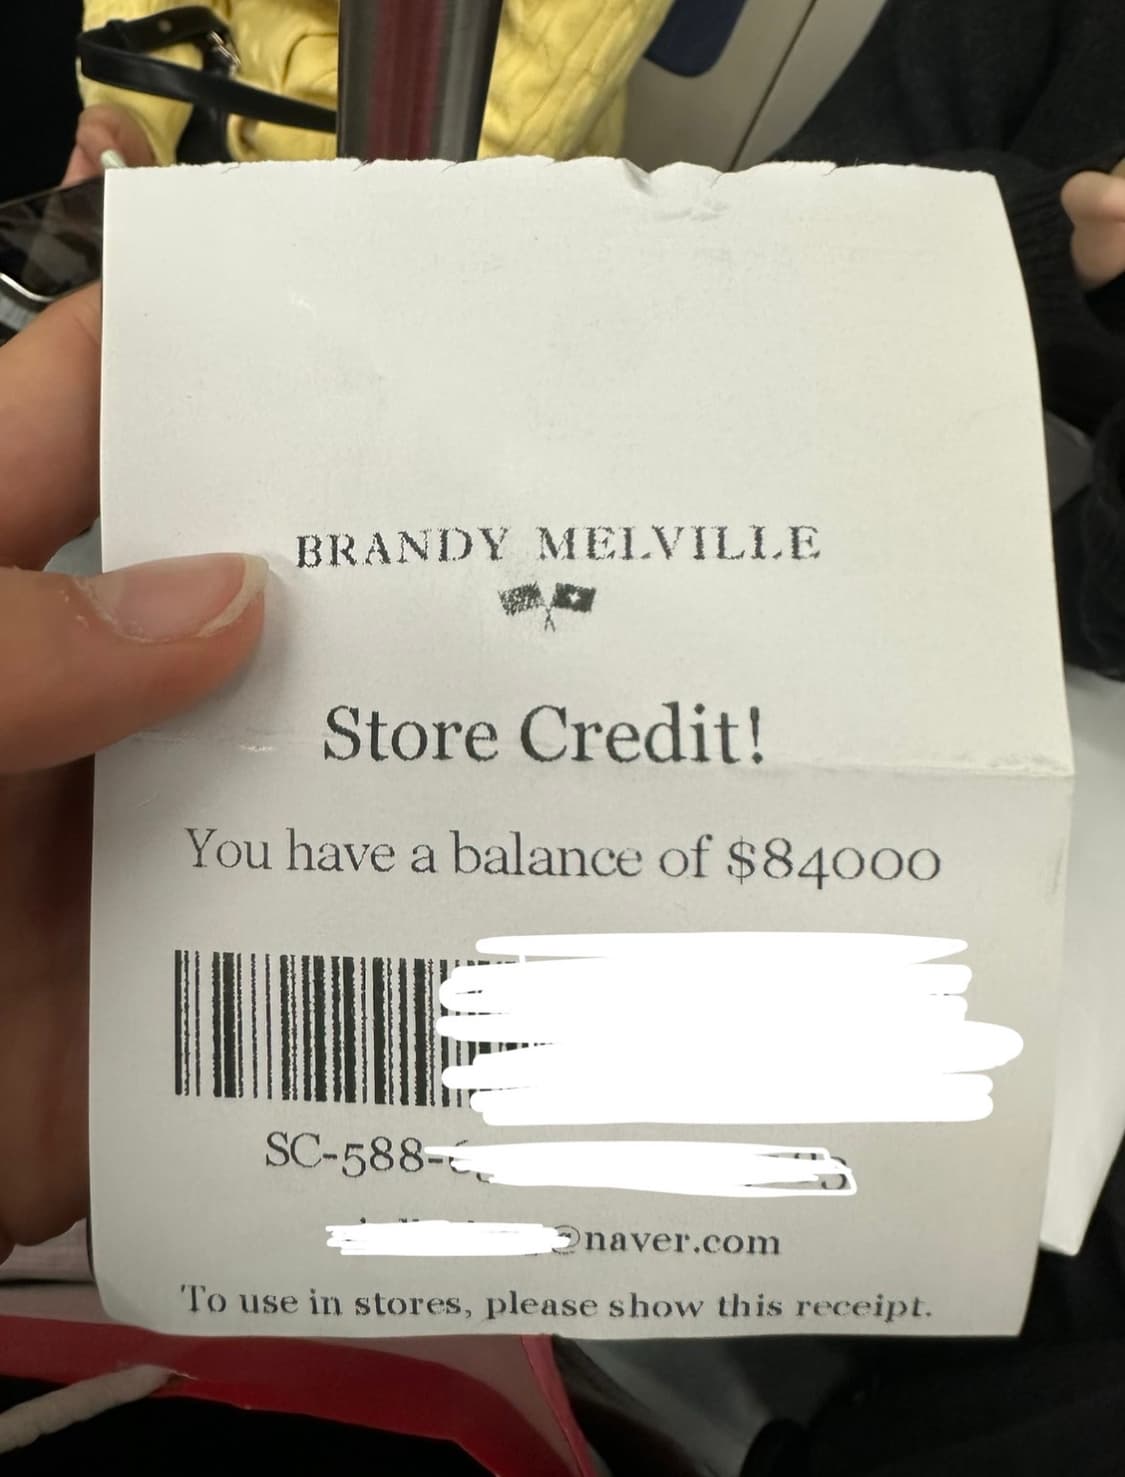 BRANDY MELVILLE
Store Credit!
You have a balance of $84000
SC-588-
@naver.com
To use in stores, please show this receipt.